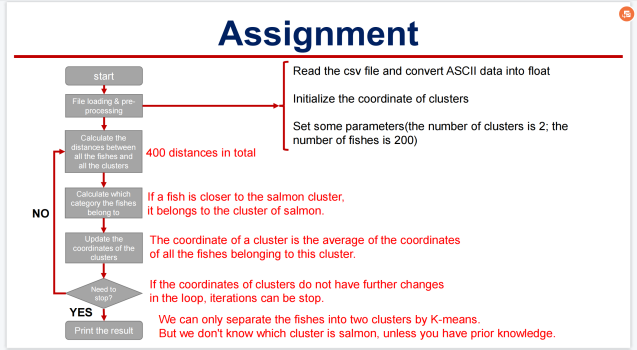 Assignment
start
File loading & pre-
processing
Read the csv file and convert ASCII data into float
Initialize the coordinate of clusters
Set some parameters(the number of clusters is 2; the
number of fishes is 200)
Calculate the
distances between
all the fishes and
all the clusters
400 distances in total
Calculate which
category the fishes
belong to
If a fish is closer to the salmon cluster,
it belongs to the cluster of salmon.
NO
Update the
coordinates of the
clusters
The coordinate of a cluster is the average of the coordinates
of all the fishes belonging to this cluster.
Need to
stop?
If the coordinates of clusters do not have further changes
in the loop, iterations can be stop.
YES
Print the result
We can only separate the fishes into two clusters by K-means.
But we don't know which cluster is salmon, unless you have prior knowledge.